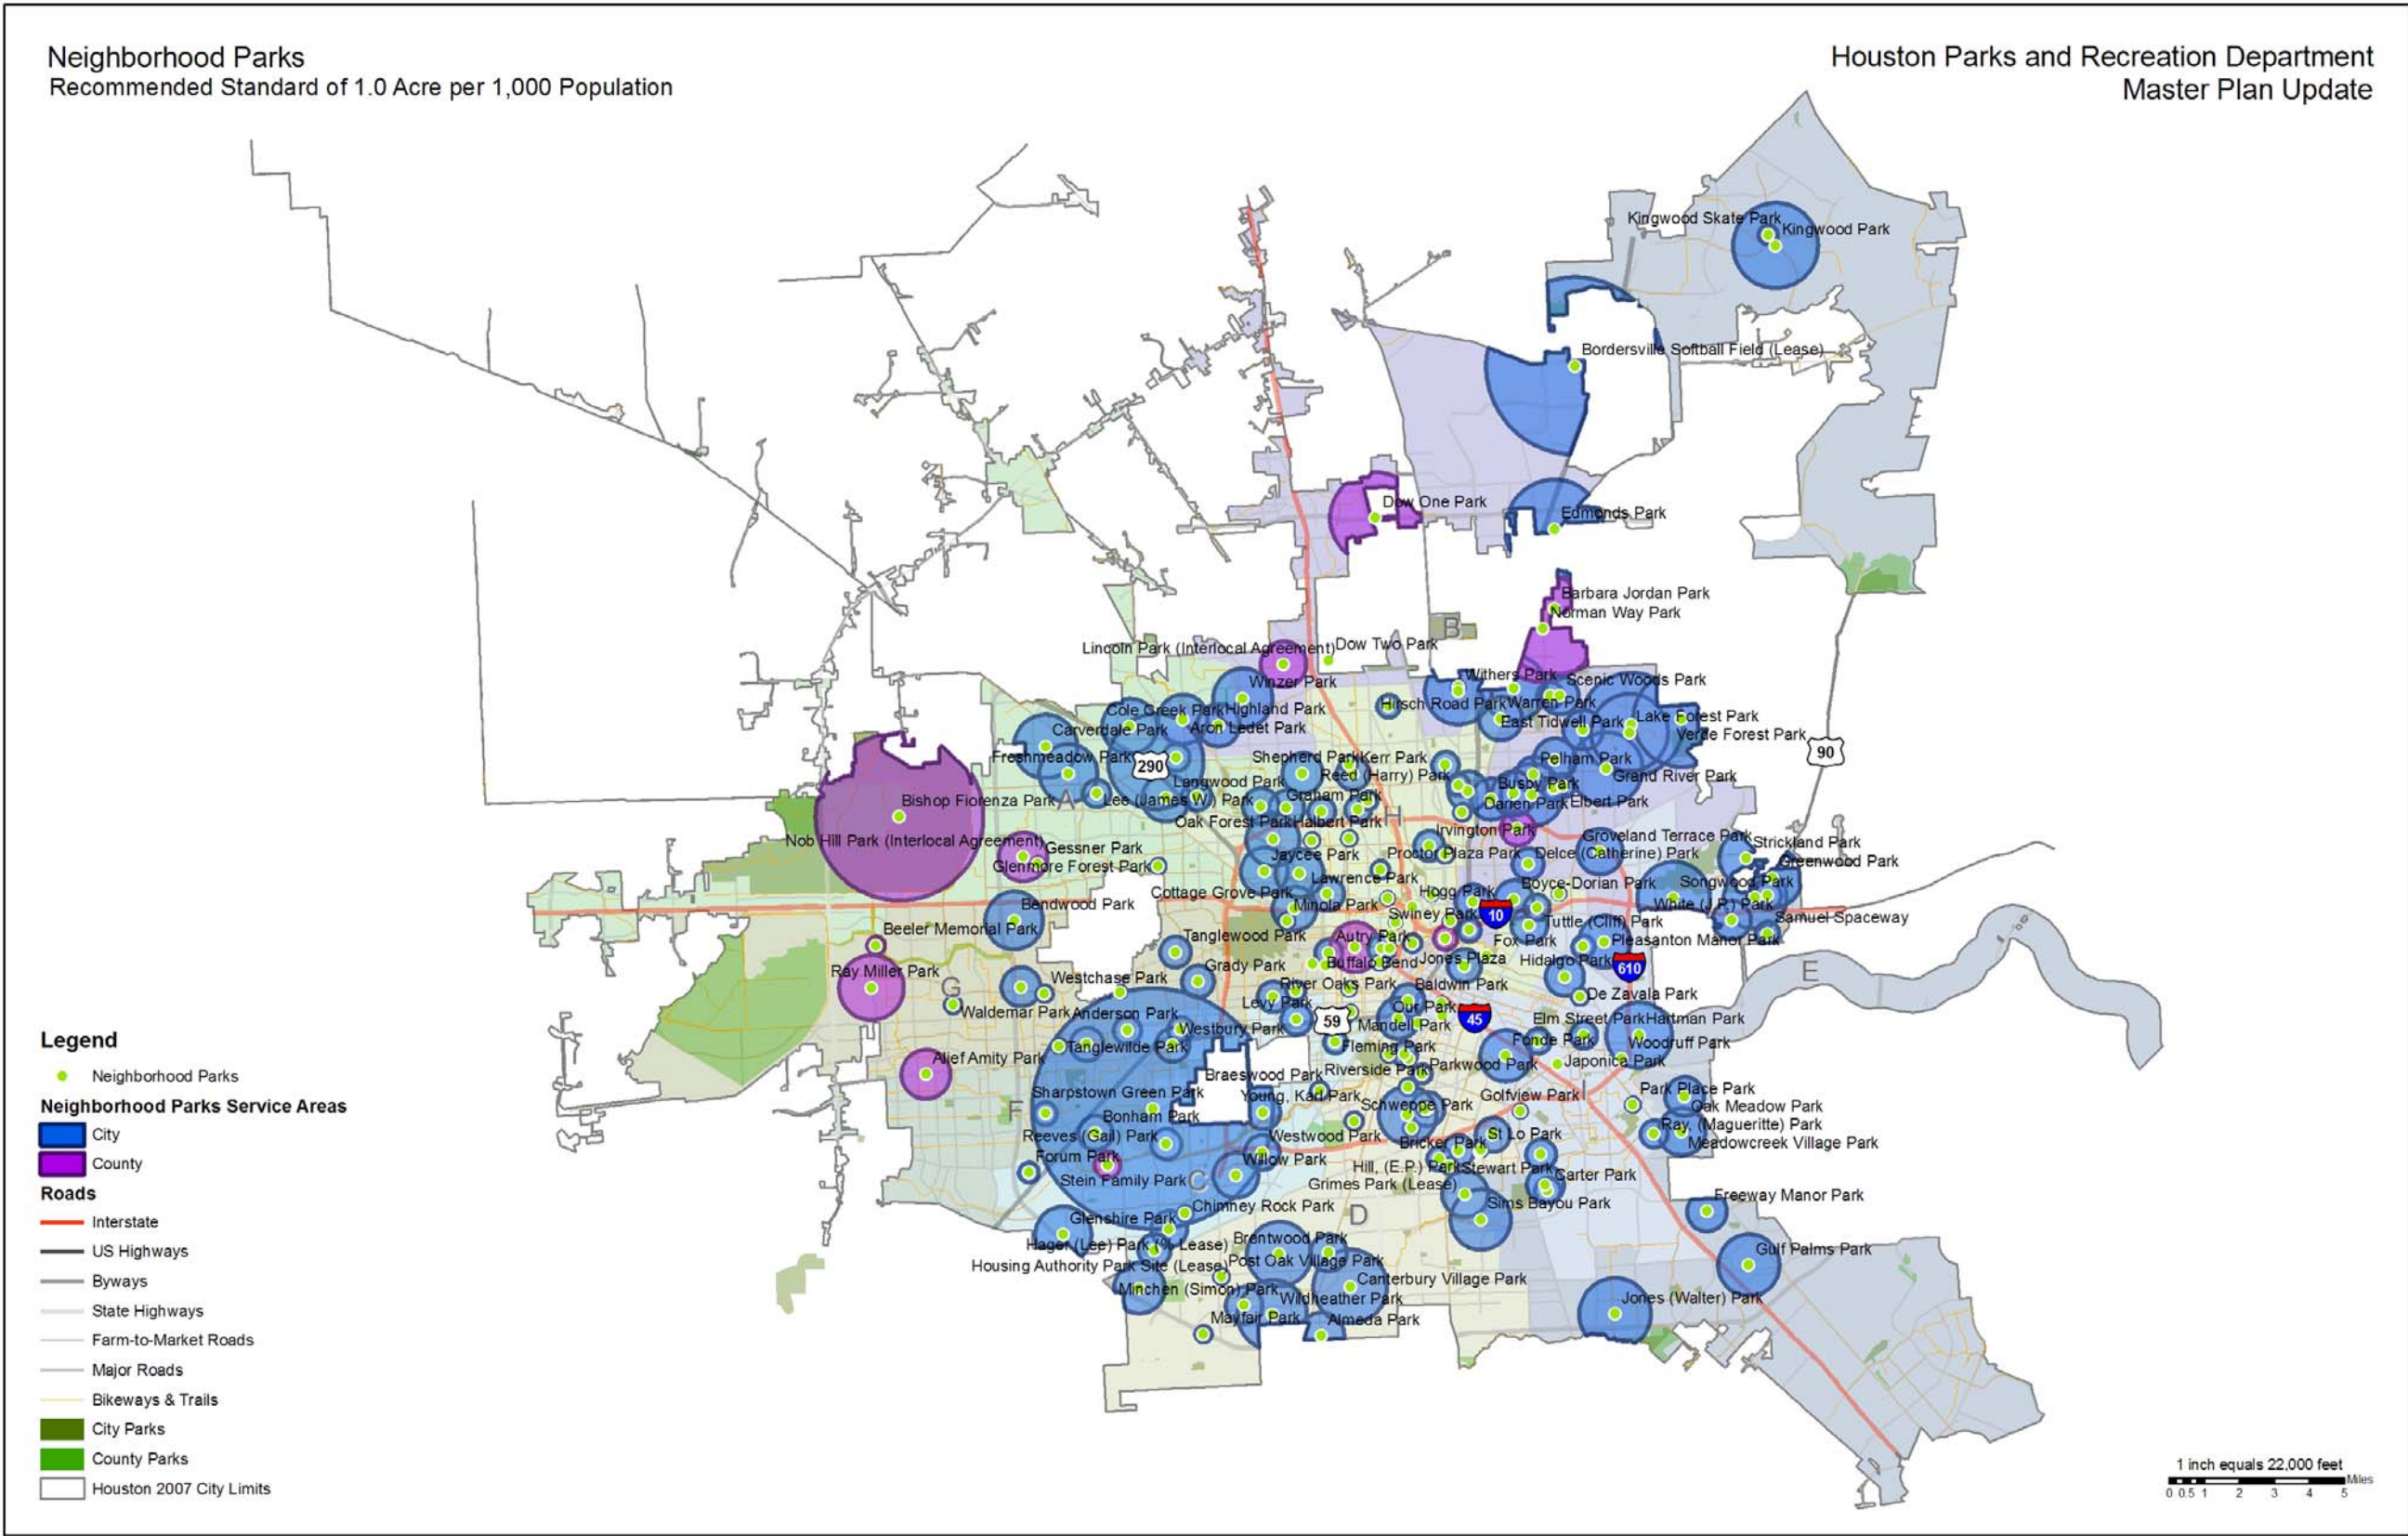 Neighborhood Parks
Recommended Standard of 1.0 Acre per 1,000 Population
Houston Parks and Recreation Department
Master Plan Update
Kingwood Skate Park
Kingwood Park
Bordersville Softball Field (Lease)
Dow One Park
Edmonds Park
Barbara Jordan Park
Norman Way Park
B
Lincoln Park (Interlocal Agreement)
Dow Two Park
Withers Park
Scenic Woods Park
Winzer Park
Hirsch Road Park
Warren Park
Cole Creek Park
Highland Park
East Tidwell Park
Lake Forest Park
Carverdale Park
Aron Ledet Park
Verde Forest Park
90
Freshmeadow Park
290
Shepherd Park
Kerr Park
Pelham Park
Langwood Park
Reed (Harry) Park
Busby Park
Grand River Park
Bishop Fiorenza Park
A
Lee (James W.) Park
Graham Park
Darien Park
Elbert Park
Oak Forest Park
Halbert Park
H
Irvington Park
Nob Hill Park (Interlocal Agreement)
Gessner Park
Groveland Terrace Park
Strickland Park
Glenmore Forest Park
Jaycee Park
Proctor Plaza Park
Delce (Catherine) Park
Greenwood Park
Lawrence Park
Cottage Grove Park
Hogg Park
Boyce-Dorian Park
Songwood Park
Bendwood Park
Minola Park
Swiney Park
10
White (J.P.) Park
Samuel Spaceway
Beeler Memorial Park
Tanglewood Park
Autry Park
Fox Park
Tuttle (Cliff) Park
Pleasanton Manor Park
Ray Miller Park
Westchase Park
Grady Park
Buffalo Bend
Jones Plaza
Hidalgo Park
610
E
G
River Oaks Park
Baldwin Park
De Zavala Park
Waldemar Park
Anderson Park
Levy Park
Our Park
45
Westbury Park
59
Mandell Park
Elm Street Park
Hartman Park
Tanglewilde Park
Fleming Park
Fonde Park
Woodruff Park
Alief Amity Park
Braeswood Park
Riverside Park
Parkwood Park
Japonica Park
Sharpstown Green Park
Young, Karl Park
Golfview Park
I
Park Place Park
F
Bonham Park
Schweppe Park
Oak Meadow Park
Reeves (Gail) Park
Westwood Park
Bricker Park
St Lo Park
Ray, (Magueritte) Park
Meadowcreek Village Park
Forum Park
Willow Park
Hill, (E.P.) Park
Stewart Park
Carter Park
Stein Family Park
C
Grimes Park (Lease)
Sims Bayou Park
Freeway Manor Park
Chimney Rock Park
D
Glenshire Park
Hager (Lee) Park (% Lease)
Brentwood Park
Gulf Palms Park
Housing Authority Park Site (Lease)
Post Oak Village Park
Minchen (Simon) Park
Canterbury Village Park
Wildheather Park
Jones (Walter) Park
Mayfair Park
Almeda Park
Legend
Neighborhood Parks
Neighborhood Parks Service Areas
City
County
Roads
Interstate
US Highways
Byways
State Highways
Farm-to-Market Roads
Major Roads
Bikeways & Trails
City Parks
County Parks
Houston 2007 City Limits
1 inch equals 22,000 feet
Miles
0 0.5 1 2 3 4 5